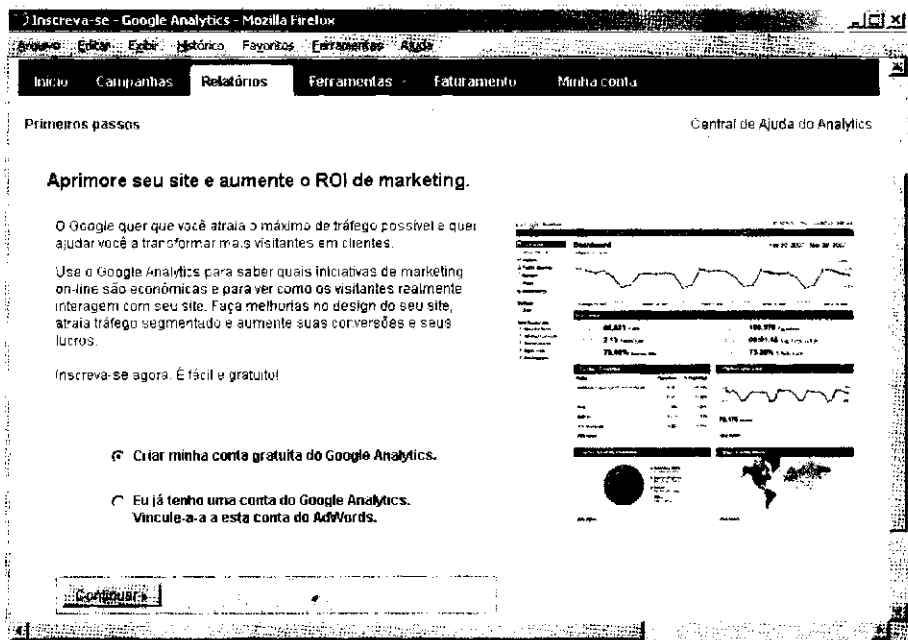 Inscreva-se - Google Analytics - Mozilla Firefox
Arquivo Editar Exibir Histórico Favoritos Ferramentas Ajuda
Início Campanhas Relatórios Ferramentas Faturamento Minha conta
Primeiros passos
Central de Ajuda do Analytics
Aprimore seu site e aumente o ROI de marketing.
O Google quer que você atraia o máximo de tráfego possível e quer
ajudar você a transformar mais visitantes em clientes.
Use o Google Analytics para saber quais iniciativas de marketing
on-line são econômicas e para ver como os visitantes realmente
interagem com seu site. Faça melhorias no design do seu site,
atraia tráfego segmentado e aumente suas conversões e seus
lucros.
Inscreva-se agora. É fácil e gratuito!
Criar minha conta gratuita do Google Analytics.
Eu já tenho uma conta do Google Analytics.
Vincule-a-a a esta conta do AdWords.
Continuar »
Dashboard